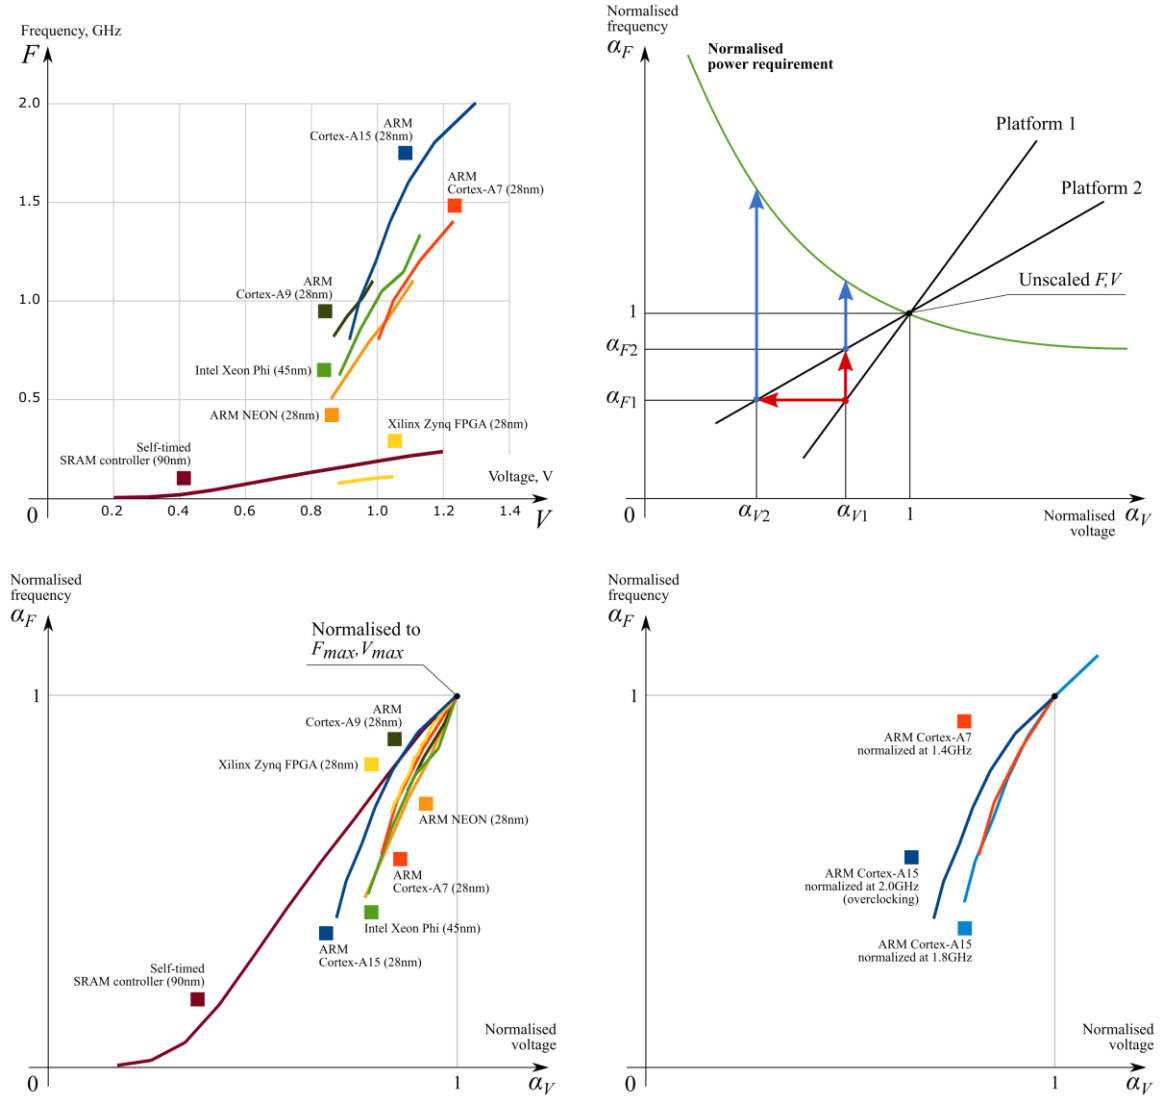 Frequency, GHz
F
2.0
1.5
1.0
0.5
0
0.2
0.4
0.6
0.8
1.0
1.2
1.4
V
Voltage, V
ARM
Cortex-A15 (28nm)
ARM
Cortex-A7 (28nm)
ARM
Cortex-A9 (28nm)
Intel Xeon Phi (45nm)
ARM NEON (28nm)
Xilinx Zynq FPGA (28nm)
Self-timed
SRAM controller (90nm)
Normalised
frequency
αF
Normalised
power requirement
Platform 1
Platform 2
Unscaled F,V
1
αF2
αF1
0
αV2
αV1
1
Normalised
voltage
αV
Normalised
frequency
αF
Normalised to
Fmax,Vmax
1
ARM
Cortex-A9 (28nm)
Xilinx Zynq FPGA (28nm)
ARM NEON (28nm)
ARM
Cortex-A7 (28nm)
Intel Xeon Phi (45nm)
ARM
Cortex-A15 (28nm)
Self-timed
SRAM controller (90nm)
Normalised
voltage
0
1
αV
Normalised
frequency
αF
1
ARM Cortex-A7
normalized at 1.4GHz
ARM Cortex-A15
normalized at 2.0GHz
(overclocking)
ARM Cortex-A15
normalized at 1.8GHz
Normalised
voltage
0
1
αV